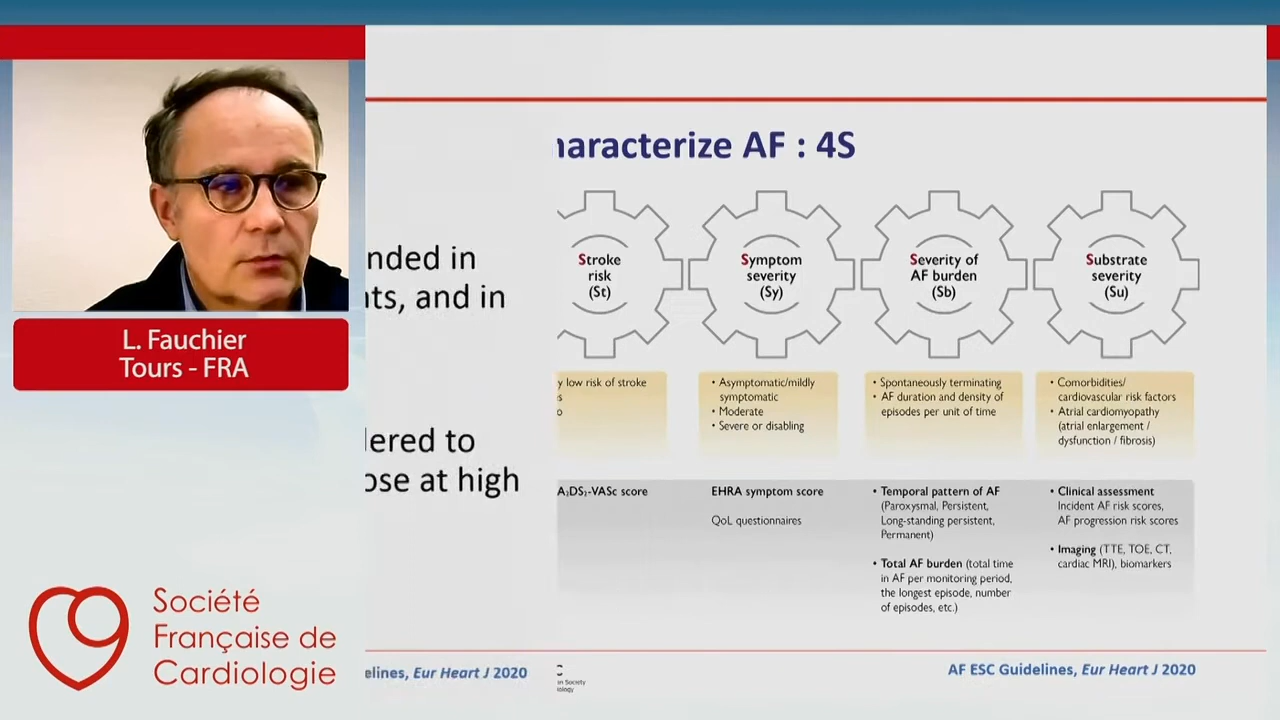 L. Fauchier
Tours - FRA
Société
Française de
Cardiologie
nded in
and in
to
at high
Eur Heart J 2020
AF : 4S
Stroke
risk
(St)
Symptom
severity
(Sy)
Severity of
AF burden
(Sb)
Substrate
severity
(Su)
low risk of stroke
• Asymptomatic/mildly
symptomatic
• Moderate
• Severe or disabling
• Spontaneously terminating
• AF duration and density of
episodes per unit of time
• Comorbidities/
cardiovascular risk factors
• Atrial cardiomyopathy
(atrial enlargement /
dysfunction / fibrosis)
A₂DS₂-VASc score
EHRA symptom score
QoL questionnaires
• Temporal pattern of AF
(Paroxysmal, Persistent,
Long-standing persistent,
Permanent)
• Total AF burden (total time
in AF per monitoring period,
the longest episode, number
of episodes, etc.)
• Clinical assessment
Incident AF risk scores,
AF progression risk scores
• Imaging (TTE, TOE, CT,
cardiac MRI), biomarkers
AF ESC Guidelines, Eur Heart J 2020